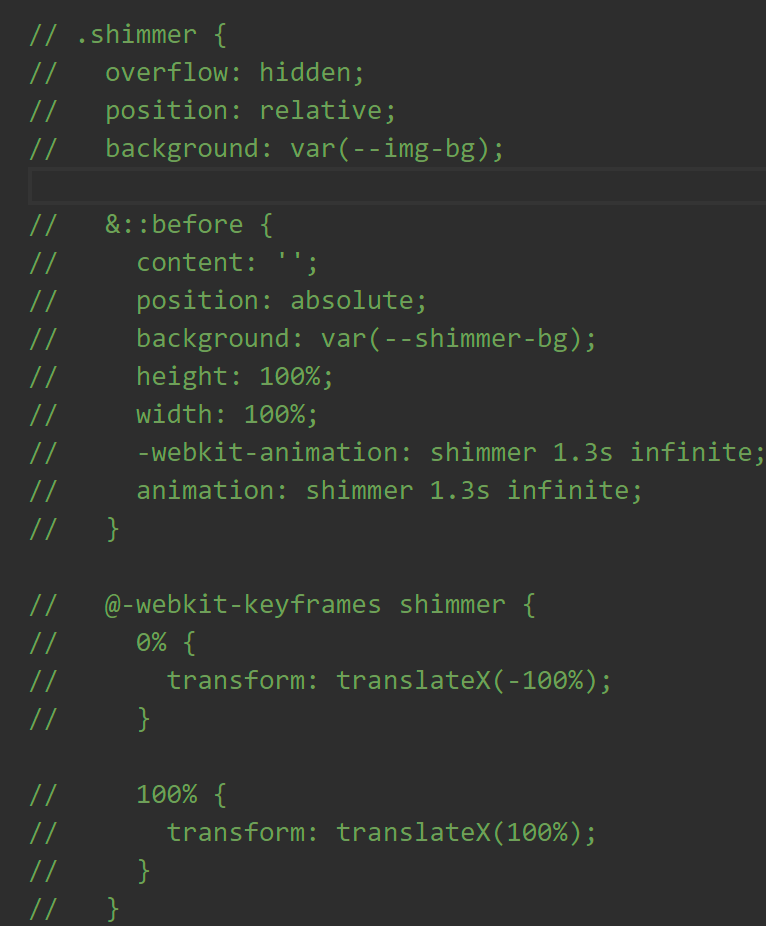 // .shimmer {
//   overflow: hidden;
//   position: relative;
//   background: var(--img-bg);
//   &::before {
//     content: '';
//     position: absolute;
//     background: var(--shimmer-bg);
//     height: 100%;
//     width: 100%;
//     -webkit-animation: shimmer 1.3s infinite;
//     animation: shimmer 1.3s infinite;
//   }
//   @-webkit-keyframes shimmer {
//     0% {
//       transform: translateX(-100%);
//     }
//     100% {
//       transform: translateX(100%);
//     }
//   }